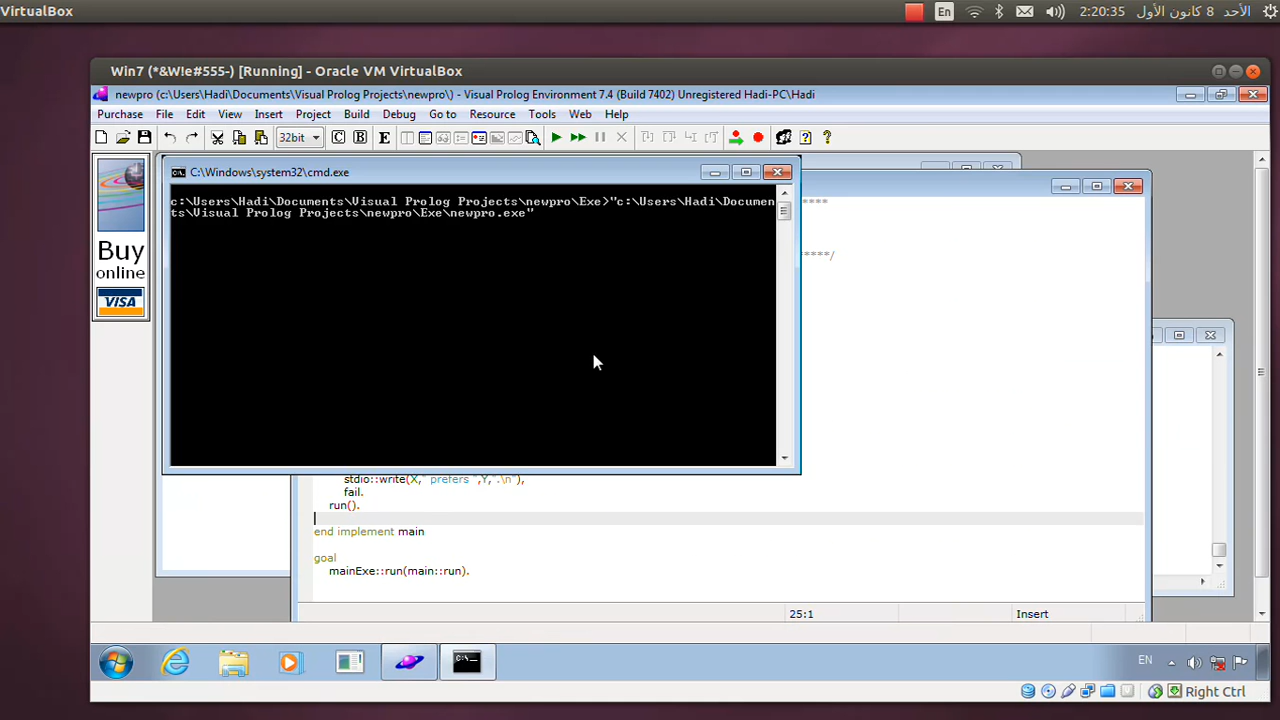 VirtualBox
En
2:20:35
الأحد 8 كانون الأول
Win7 (*&W!e#555-) [Running] - Oracle VM VirtualBox
newpro (c:\Users\Hadi\Documents\Visual Prolog Projects\newpro\) - Visual Prolog Environment 7.4 (Build 7402) Unregistered Hadi-PC\Hadi
Purchase File Edit View Insert Project Build Debug Go to Resource Tools Web Help
32bit C B E
C:\Windows\system32\cmd.exe
c:\Users\Hadi\Documents\Visual Prolog Projects\newpro\Exe>"c:\Users\Hadi\Documen
ts\Visual Prolog Projects\newpro\Exe\newpro.exe"
Buy
online
VISA
****
*****/
stdio::write(X," prefers ",Y,".\n"),
fail.
run().
end implement main
goal
mainExe::run(main::run).
25:1 Insert
EN
Right Ctrl